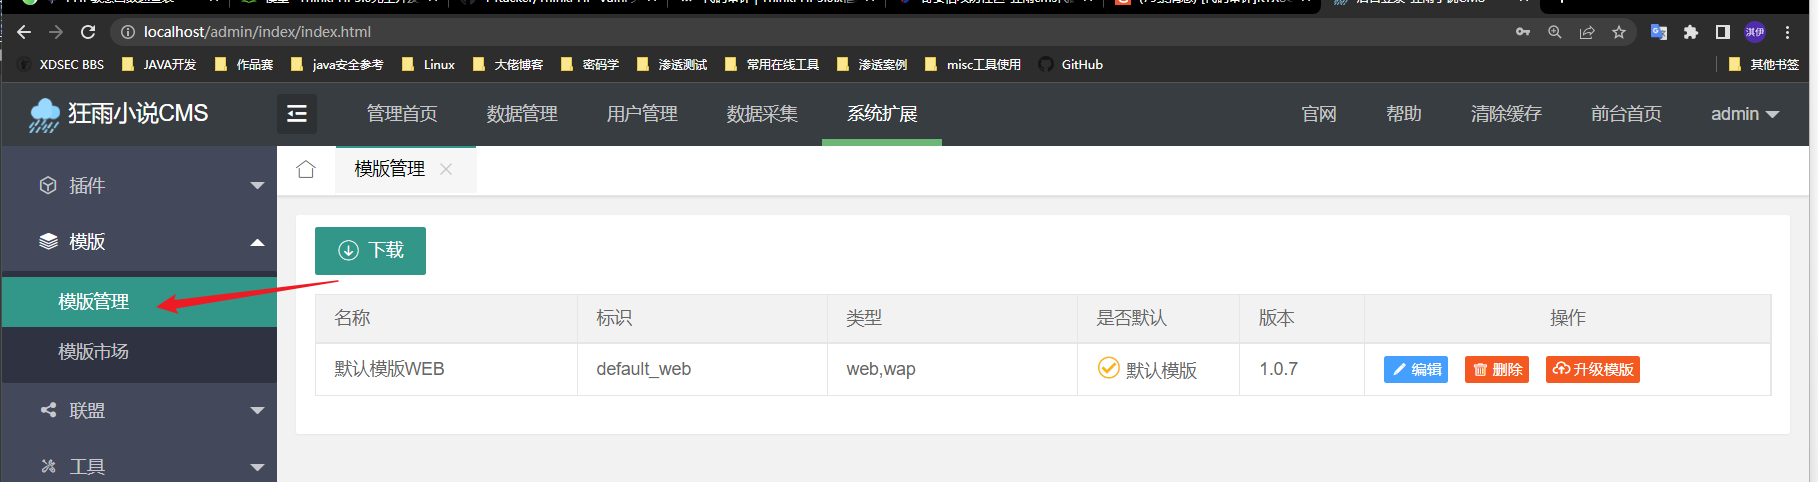 localhost/admin/index/index.html
XDSEC BBS JAVA开发 作品赛 java安全参考 Linux 大佬博客 密码学 渗透测试 常用在线工具 渗透案例 misc工具使用 GitHub 其他书签
淇伊
狂雨小说CMS 管理首页 数据管理 用户管理 数据采集 系统扩展 官网 帮助 清除缓存 前台首页 admin
插件
模版
模版管理
模版市场
联盟
工具
模版管理
下载
名称 标识 类型 是否默认 版本 操作
默认模版WEB default_web web,wap 默认模版 1.0.7 编辑 删除 升级模版